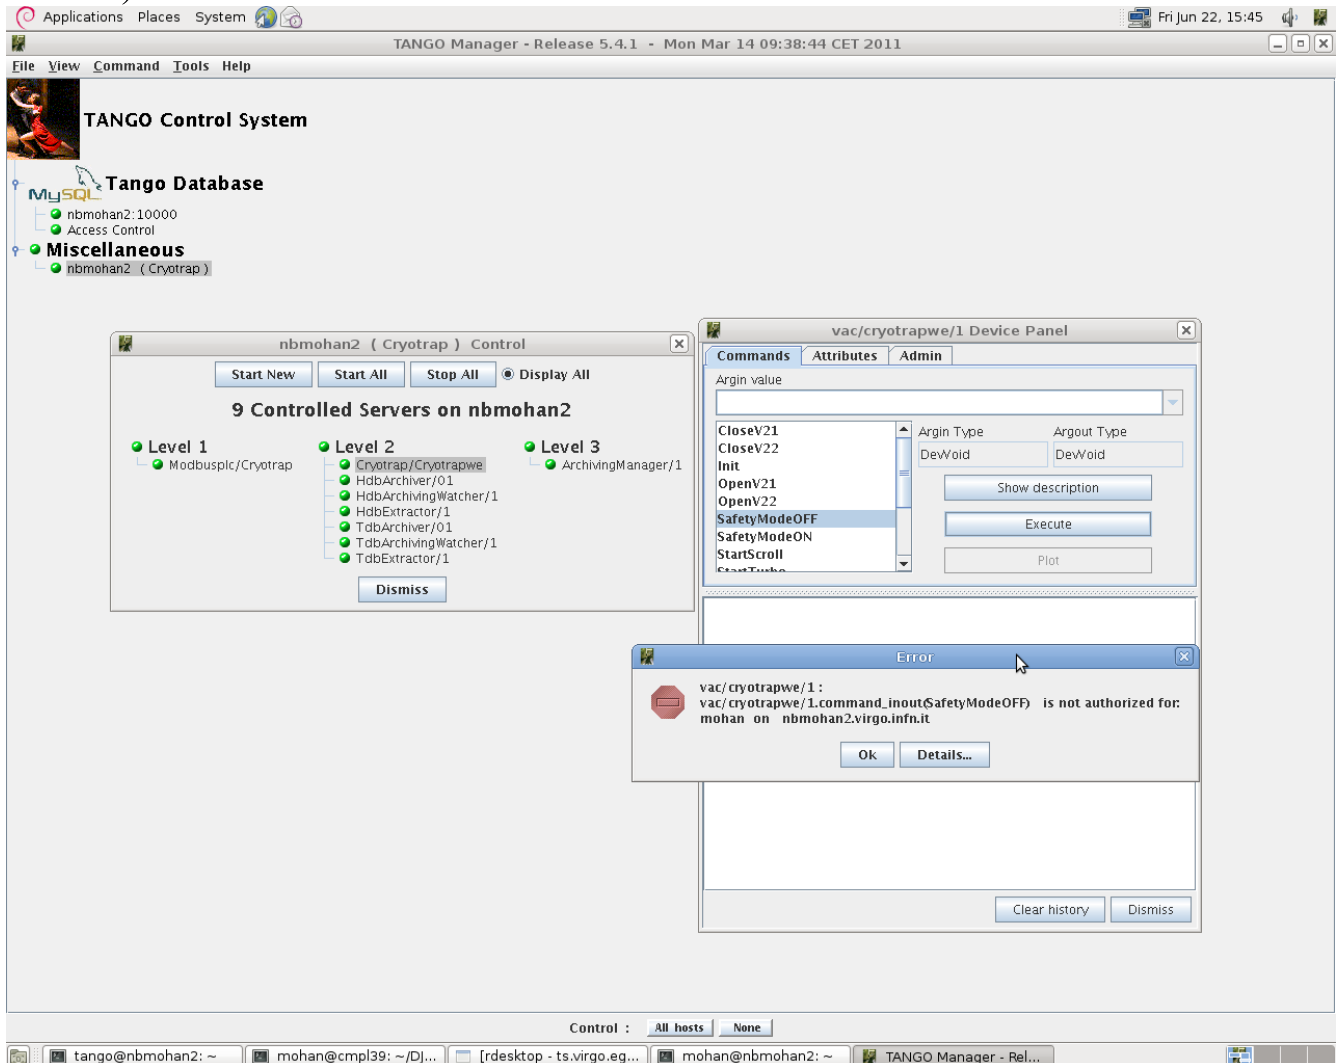 Applications Places System
Fri Jun 22, 15:45
TANGO Manager - Release 5.4.1 - Mon Mar 14 09:38:44 CET 2011
File View Command Tools Help
TANGO Control System
MySQL Tango Database
nbmohan2:10000
Access Control
Miscellaneous
nbmohan2 ( Cryotrap )
nbmohan2 ( Cryotrap ) Control
Start New Start All Stop All Display All
9 Controlled Servers on nbmohan2
Level 1
Modbusplc/Cryotrap
Level 2
Cryotrap/Cryotrapwe
HdbArchiver/01
HdbArchivingWatcher/1
HdbExtractor/1
TdbArchiver/01
TdbArchivingWatcher/1
TdbExtractor/1
Level 3
ArchivingManager/1
Dismiss
vac/cryotrapwe/1 Device Panel
Commands Attributes Admin
Argin value
CloseV21
CloseV22
Init
OpenV21
OpenV22
SafetyModeOFF
SafetyModeON
StartScroll
StartTurbo
Argin Type Argout Type
DevVoid DevVoid
Show description
Execute
Plot
Error
vac/cryotrapwe/1 :
vac/cryotrapwe/1.command_inout(SafetyModeOFF) is not authorized for:
mohan on nbmohan2.virgo.infn.it
Ok Details...
Clear history Dismiss
Control : All hosts None
tango@nbmohan2: ~ mohan@cmpl39: ~/DJ... [rdesktop - ts.virgo.eg... mohan@nbmohan2: ~ TANGO Manager - Rel...